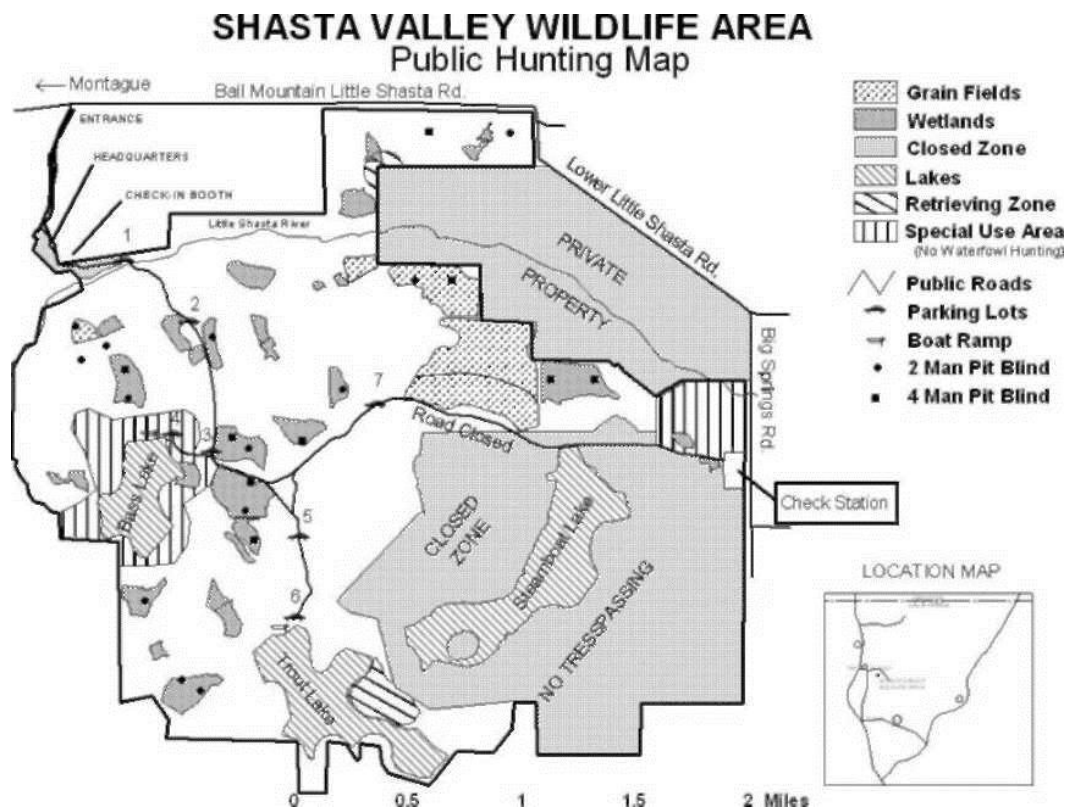 SHASTA VALLEY WILDLIFE AREA
Public Hunting Map
← Montague
Ball Mountain Little Shasta Rd.
ENTRANCE
HEADQUARTERS
CHECK-IN BOOTH
1
Little Shasta River
Lower Little Shasta Rd.
PRIVATE
PROPERTY
Big Springs Rd.
2
7
Road Closed
4
3
Bass Lake
5
6
CLOSED
ZONE
Steamboat Lake
NO TRESSPASSING
Trout Lake
Check Station
Grain Fields
Wetlands
Closed Zone
Lakes
Retrieving Zone
Special Use Area
(No Waterfowl Hunting)
Public Roads
Parking Lots
Boat Ramp
2 Man Pit Blind
4 Man Pit Blind
LOCATION MAP
0 0.5 1 1.5 2 Miles